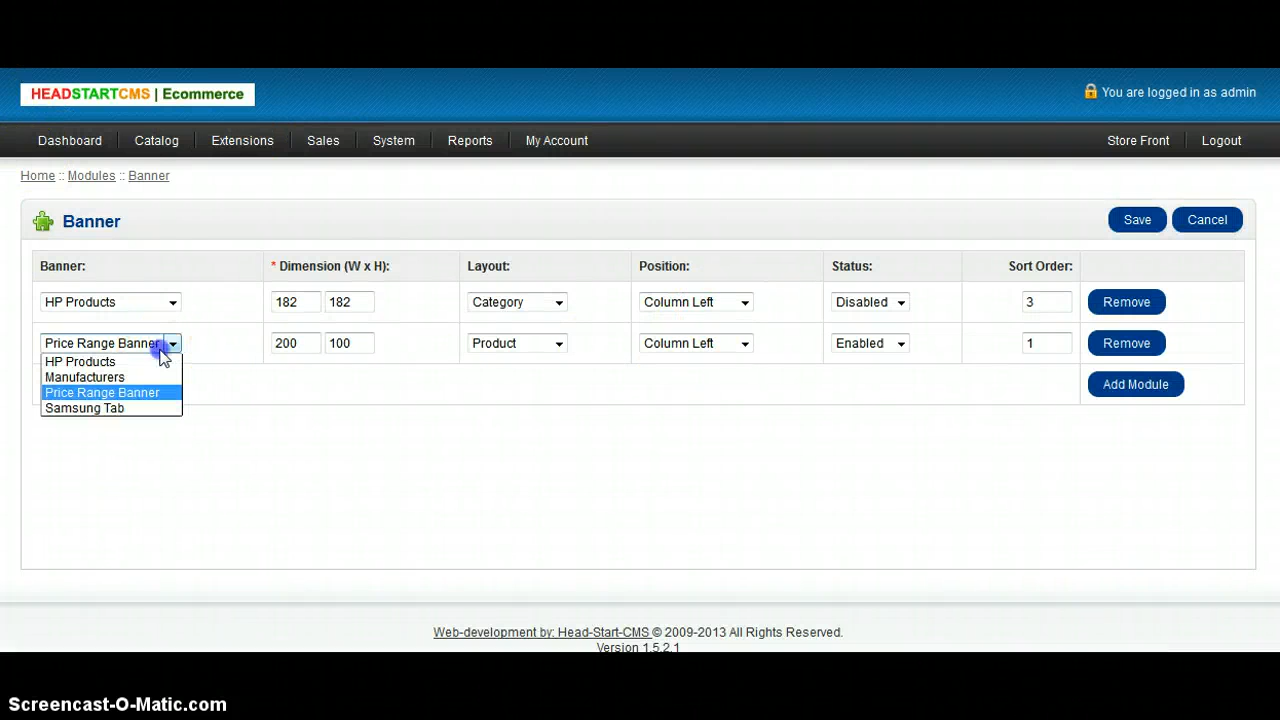 HEADSTARTCMS | Ecommerce
You are logged in as admin
Dashboard Catalog Extensions Sales System Reports My Account Store Front Logout
Home :: Modules :: Banner
Banner Save Cancel
Banner: * Dimension (W x H): Layout: Position: Status: Sort Order:
HP Products 182 182 Category Column Left Disabled 3 Remove
Price Range Banner 200 100 Product Column Left Enabled 1 Remove
HP Products
Manufacturers
Price Range Banner
Samsung Tab
Add Module
Web-development by: Head-Start-CMS © 2009-2013 All Rights Reserved.
Version 1.5.2.1
Screencast-O-Matic.com